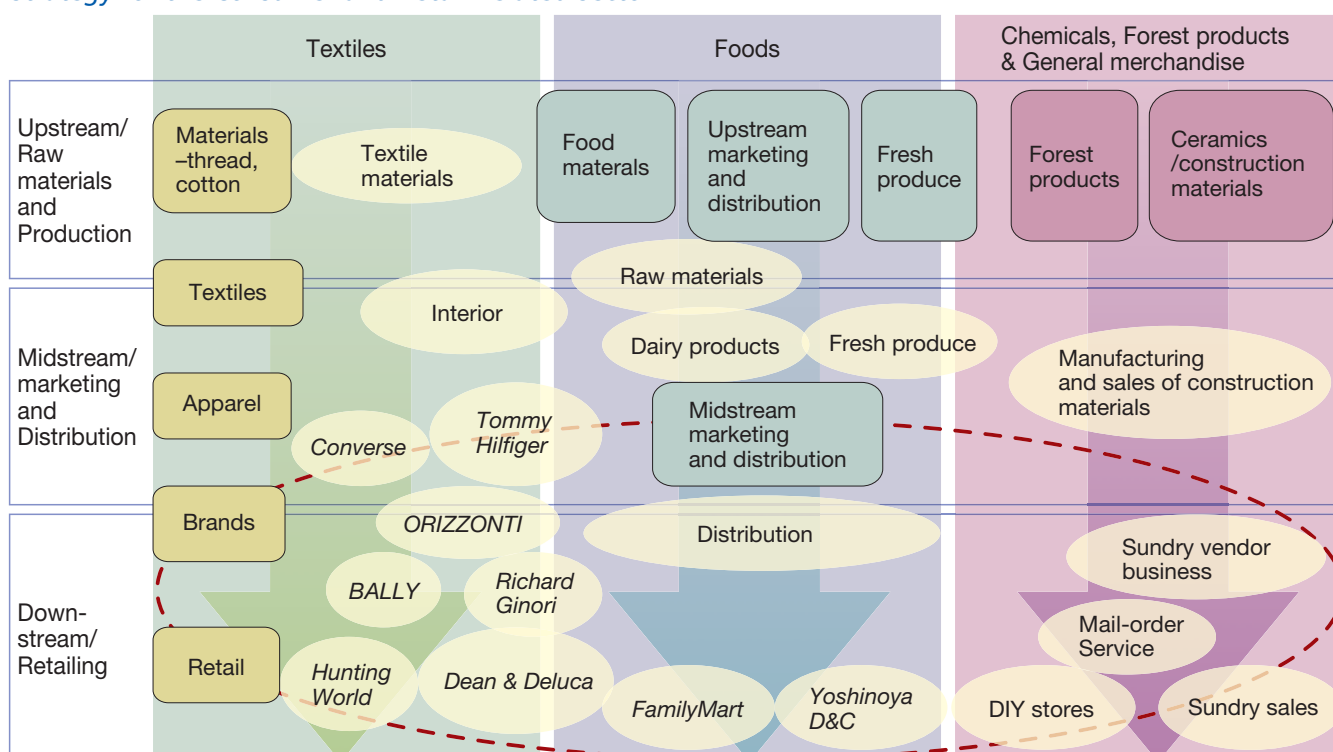 Textiles
Foods
Chemicals, Forest products
& General merchandise
Upstream/
Raw
materials
and
Production
Materials
–thread,
cotton
Textile
materials
Food
materals
Upstream
marketing
and
distribution
Fresh
produce
Forest
products
Ceramics
/construction
materials
Textiles
Interior
Raw materials
Dairy products
Fresh produce
Midstream/
marketing
and
Distribution
Apparel
Converse
Tommy
Hilfiger
Midstream
marketing
and distribution
Manufacturing
and sales of construction
materials
Brands
ORIZZONTI
Distribution
Sundry vendor
business
Down-
stream/
Retailing
BALLY
Richard
Ginori
Mail-order
Service
Retail
Hunting
World
Dean & Deluca
FamilyMart
Yoshinoya
D&C
DIY stores
Sundry sales